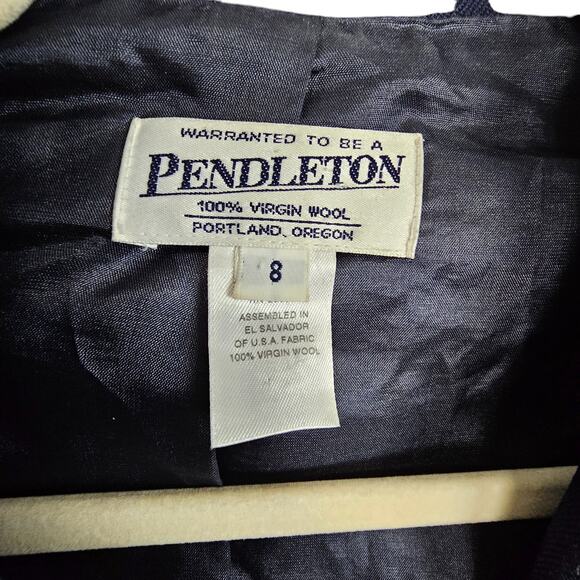 WARRANTED TO BE A
PENDLETON
100% VIRGIN WOOL
PORTLAND, OREGON
8
ASSEMBLED IN
EL SALVADOR
OF U.S.A. FABRIC
100% VIRGIN WOOL